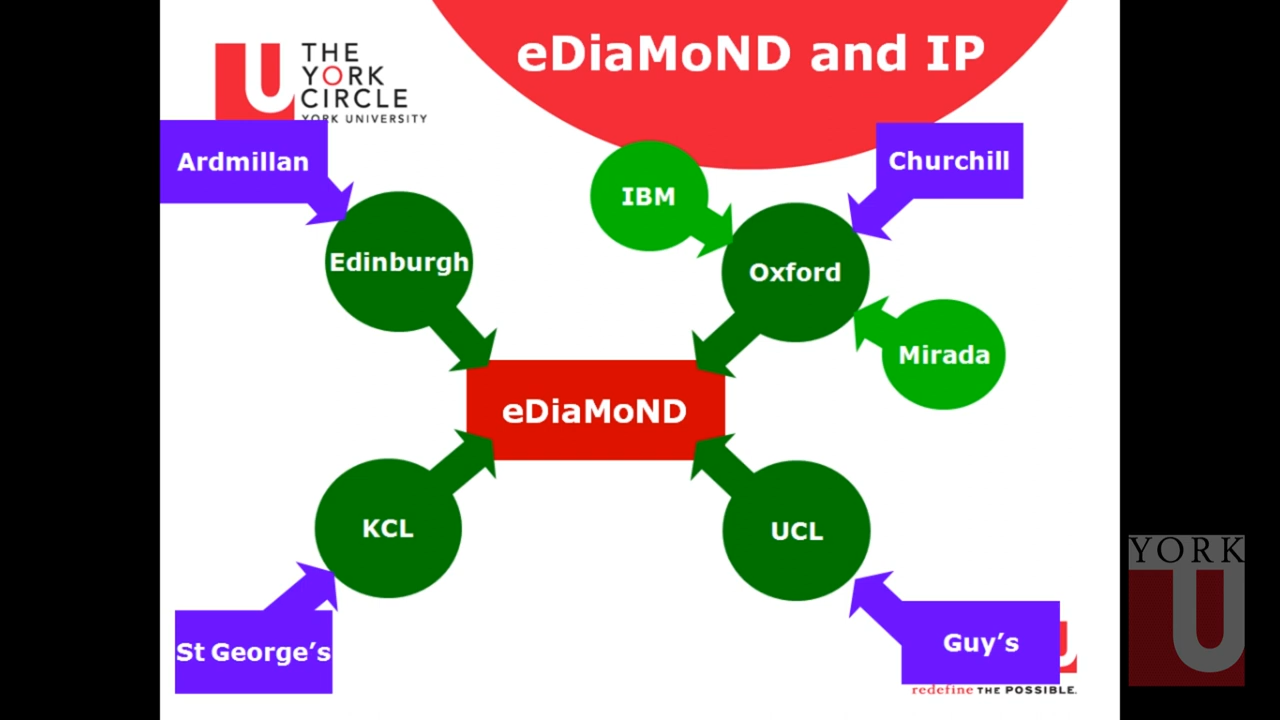 eDiaMoND and IP
THE
YORK
CIRCLE
YORK UNIVERSITY
Ardmillan
Churchill
IBM
Edinburgh
Oxford
Mirada
eDiaMoND
KCL
UCL
YORK
U
St George’s
Guy’s
redefine THE POSSIBLE.